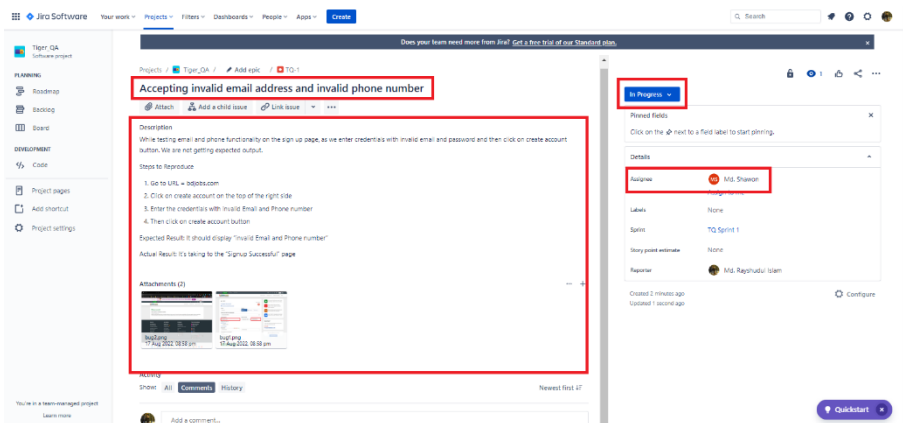 Jira Software Your work Projects Filters Dashboards People Apps Create Search
Does your team need more from Jira? Get a free trial of our Standard plan.
Tiger_QA
Software project
PLANNING
Roadmap
Backlog
Board
DEVELOPMENT
Code
Project pages
Add shortcut
Project settings
You're in a team-managed project
Learn more
Projects / Tiger_QA / Add epic / TQ-1
Accepting invalid email address and invalid phone number
Attach Add a child issue Link issue
Description
While testing email and phone functionality on the sign up page, as we enter credentials with invalid email and password and then click on create account
button. We are not getting expected output.
Steps to Reproduce
1. Go to URL = bdjobs.com
2. Click on create account on the top of the right side
3. Enter the credentials with Invalid Email and Phone number
4. Then click on create account button
Expected Result: It should display "Invalid Email and Phone number"
Actual Result: It's taking to the "Signup Successful" page
Attachments (2)
bug2.png
17 Aug 2022, 08:58 pm
bug1.png
17 Aug 2022, 08:58 pm
Activity
Show: All Comments History Newest first
Add a comment...
1
In Progress
Pinned fields
Click on the next to a field label to start pinning.
Details
Assignee MS Md. Shawon
Labels None
Sprint TQ Sprint 1
Story point estimate None
Reporter Md. Rayshudul Islam
Created 2 minutes ago
Updated 1 second ago
Configure
Quickstart